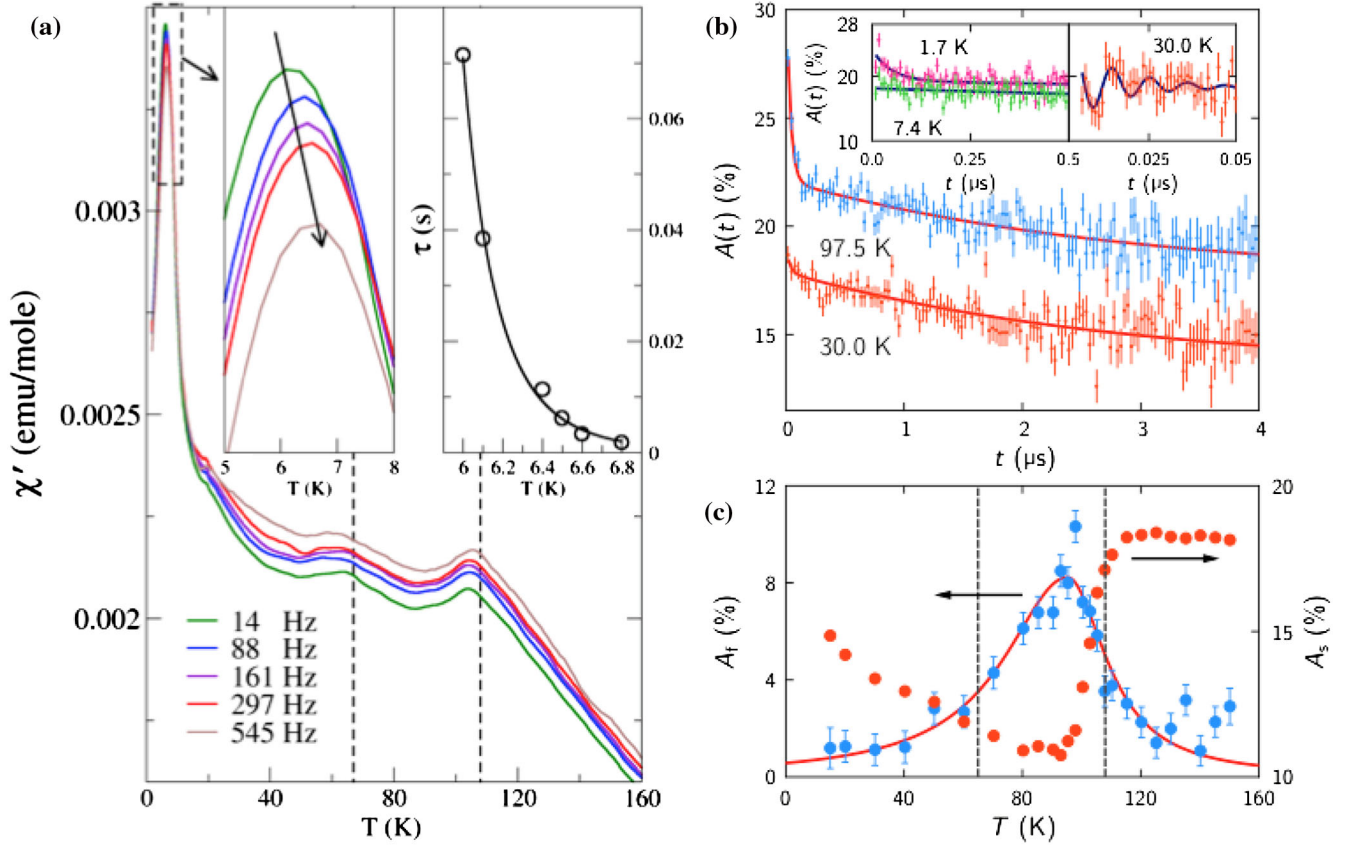 (a)
χ′ (emu/mole)
0.003
0.0025
0.002
0
40
80
120
160
T (K)
14 Hz
88 Hz
161 Hz
297 Hz
545 Hz
5
6
7
8
T (K)
τ (s)
0.06
0.04
0.02
0
6
6.2
6.4
6.6
6.8
T (K)
(b)
A(t) (%)
30
25
20
15
0
1
2
3
4
t (μs)
97.5 K
30.0 K
A(t) (%)
28
20
10
1.7 K
7.4 K
0.0
0.25
0.5
t (μs)
30.0 K
0.025
0.05
t (μs)
(c)
A_f (%)
12
8
4
0
A_s (%)
20
15
10
0
40
80
120
160
T (K)